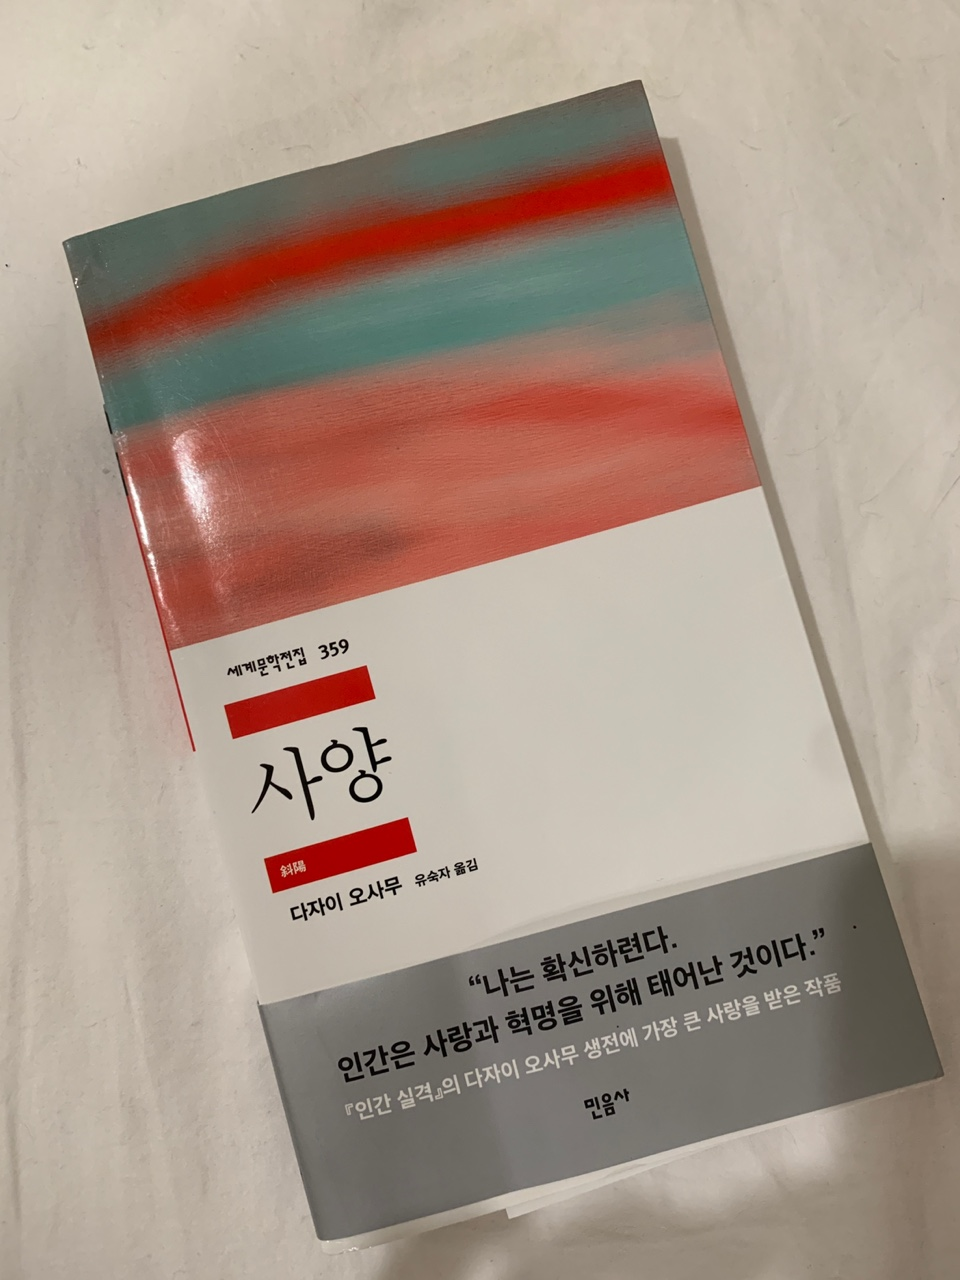 세계문학전집 359
사양
斜陽
다자이 오사무 유숙자 옮김
“나는 확신하련다.
인간은 사랑과 혁명을 위해 태어난 것이다.”
『인간 실격』의 다자이 오사무 생전에 가장 큰 사랑을 받은 작품
민음사